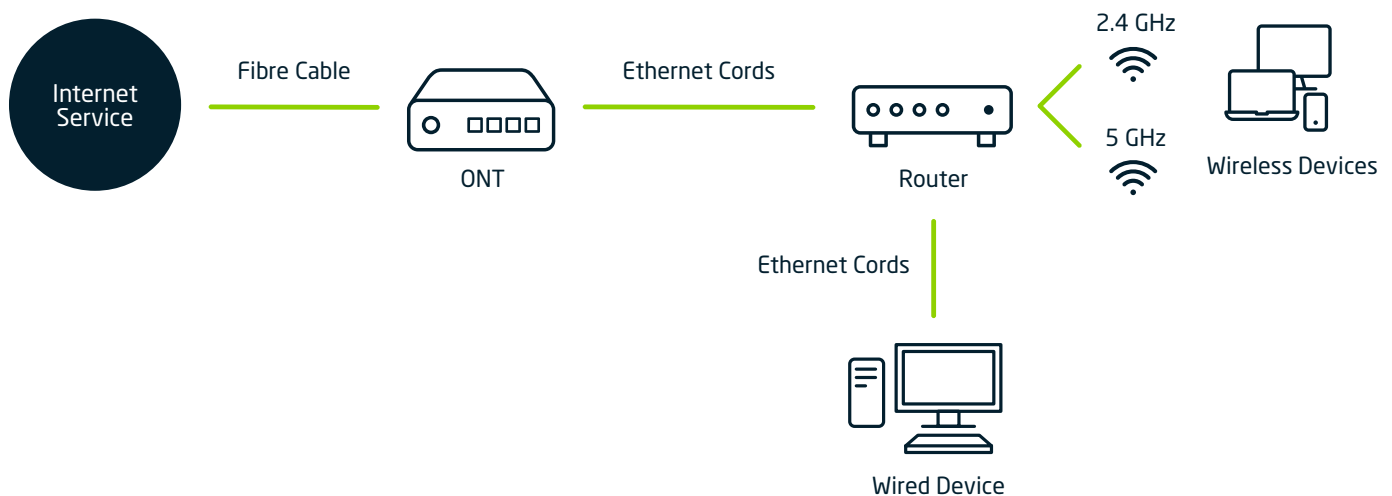 2.4 GHz
Fibre Cable
Ethernet Cords
Internet
Service
5 GHz
Wireless Devices
ONT
Router
Ethernet Cords
Wired Device